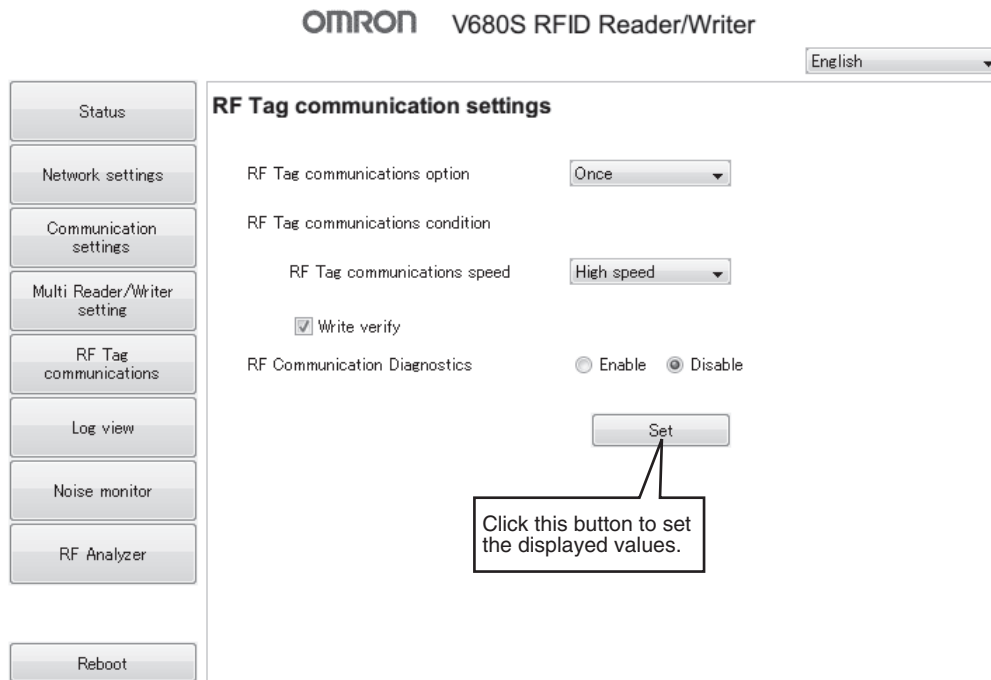 OMRON V680S RFID Reader/Writer
English
Status
Network settings
Communication
settings
Multi Reader/Writer
setting
RF Tag
communications
Log view
Noise monitor
RF Analyzer
Reboot
RF Tag communication settings
RF Tag communications option Once
RF Tag communications condition
RF Tag communications speed High speed
Write verify
RF Communication Diagnostics Enable Disable
Set
Click this button to set
the displayed values.